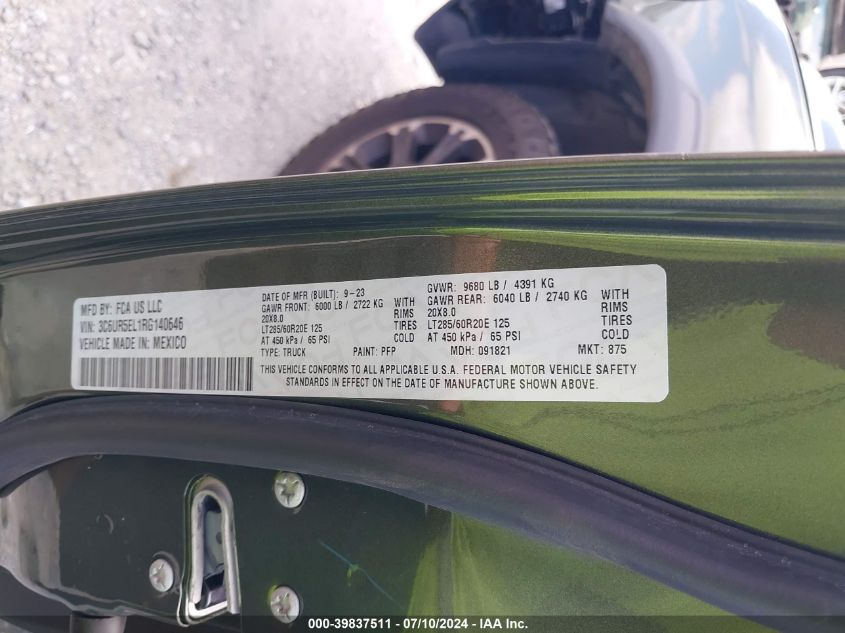 MFD BY: FCA US LLC
VIN: 3C6UR5EL1RG140646
VEHICLE MADE IN: MEXICO
DATE OF MFR (BUILT): 9-23
GAWR FRONT: 6000 LB / 2722 KG WITH
20X8.0 RIMS
LT285/60R20E 125 TIRES
AT 450 kPa / 65 PSI COLD
TYPE: TRUCK PAINT: PFP
GVWR: 9680 LB / 4391 KG
GAWR REAR: 6040 LB / 2740 KG WITH
20X8.0 RIMS
LT285/60R20E 125 TIRES
AT 450 kPa / 65 PSI COLD
MDH: 091821 MKT: 875
THIS VEHICLE CONFORMS TO ALL APPLICABLE U.S.A. FEDERAL MOTOR VEHICLE SAFETY
STANDARDS IN EFFECT ON THE DATE OF MANUFACTURE SHOWN ABOVE.
000-39837511 - 07/10/2024 - IAA Inc.